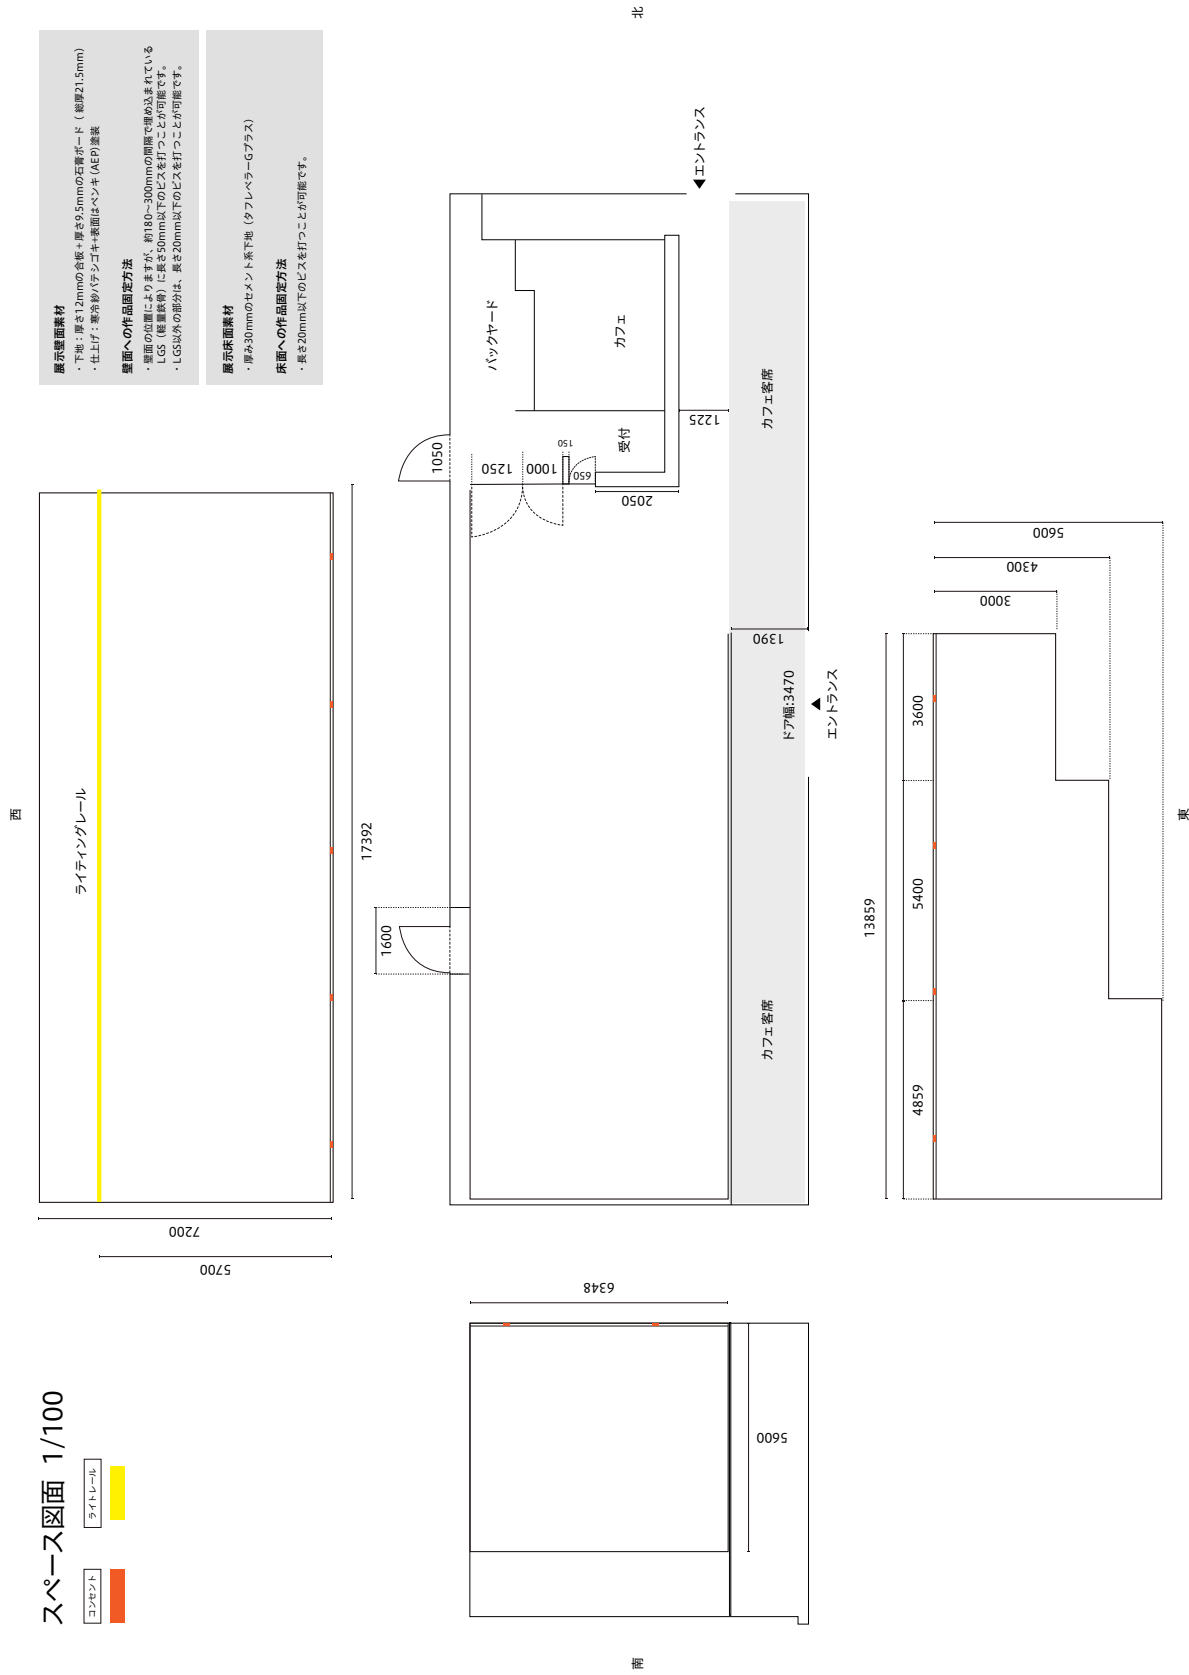 スペース図面 1/100
コンセント
ライトレール
展示壁面素材
・下地：厚さ12mmの合板＋厚さ9.5mmの石膏ボード（ 総厚21.5mm）
・仕上げ：寒冷紗パテシゴキ+表面はペンキ(AEP)塗装
壁面への作品固定方法
・壁面の位置によりますが、約180～300mmの間隔で埋め込まれている
LGS（軽量鉄骨）に長さ50mm以下のビスを打つことが可能です。
・LGS以外の部分は、長さ20mm以下のビスを打つことが可能です。
展示床面素材
・厚み30mmのセメント系下地（タフレベラーGプラス）
床面への作品固定方法
・長さ20mm以下のビスを打つことが可能です。
西
ライティングレール
7200
5700
17392
1600
1050
北
エントランス
バックヤード
カフェ
受付
1250
1000
150
650
2050
1225
カフェ客席
1390
ドア幅:3470
エントランス
カフェ客席
13859
4859
5400
3600
3000
4300
5600
東
6348
5600
南